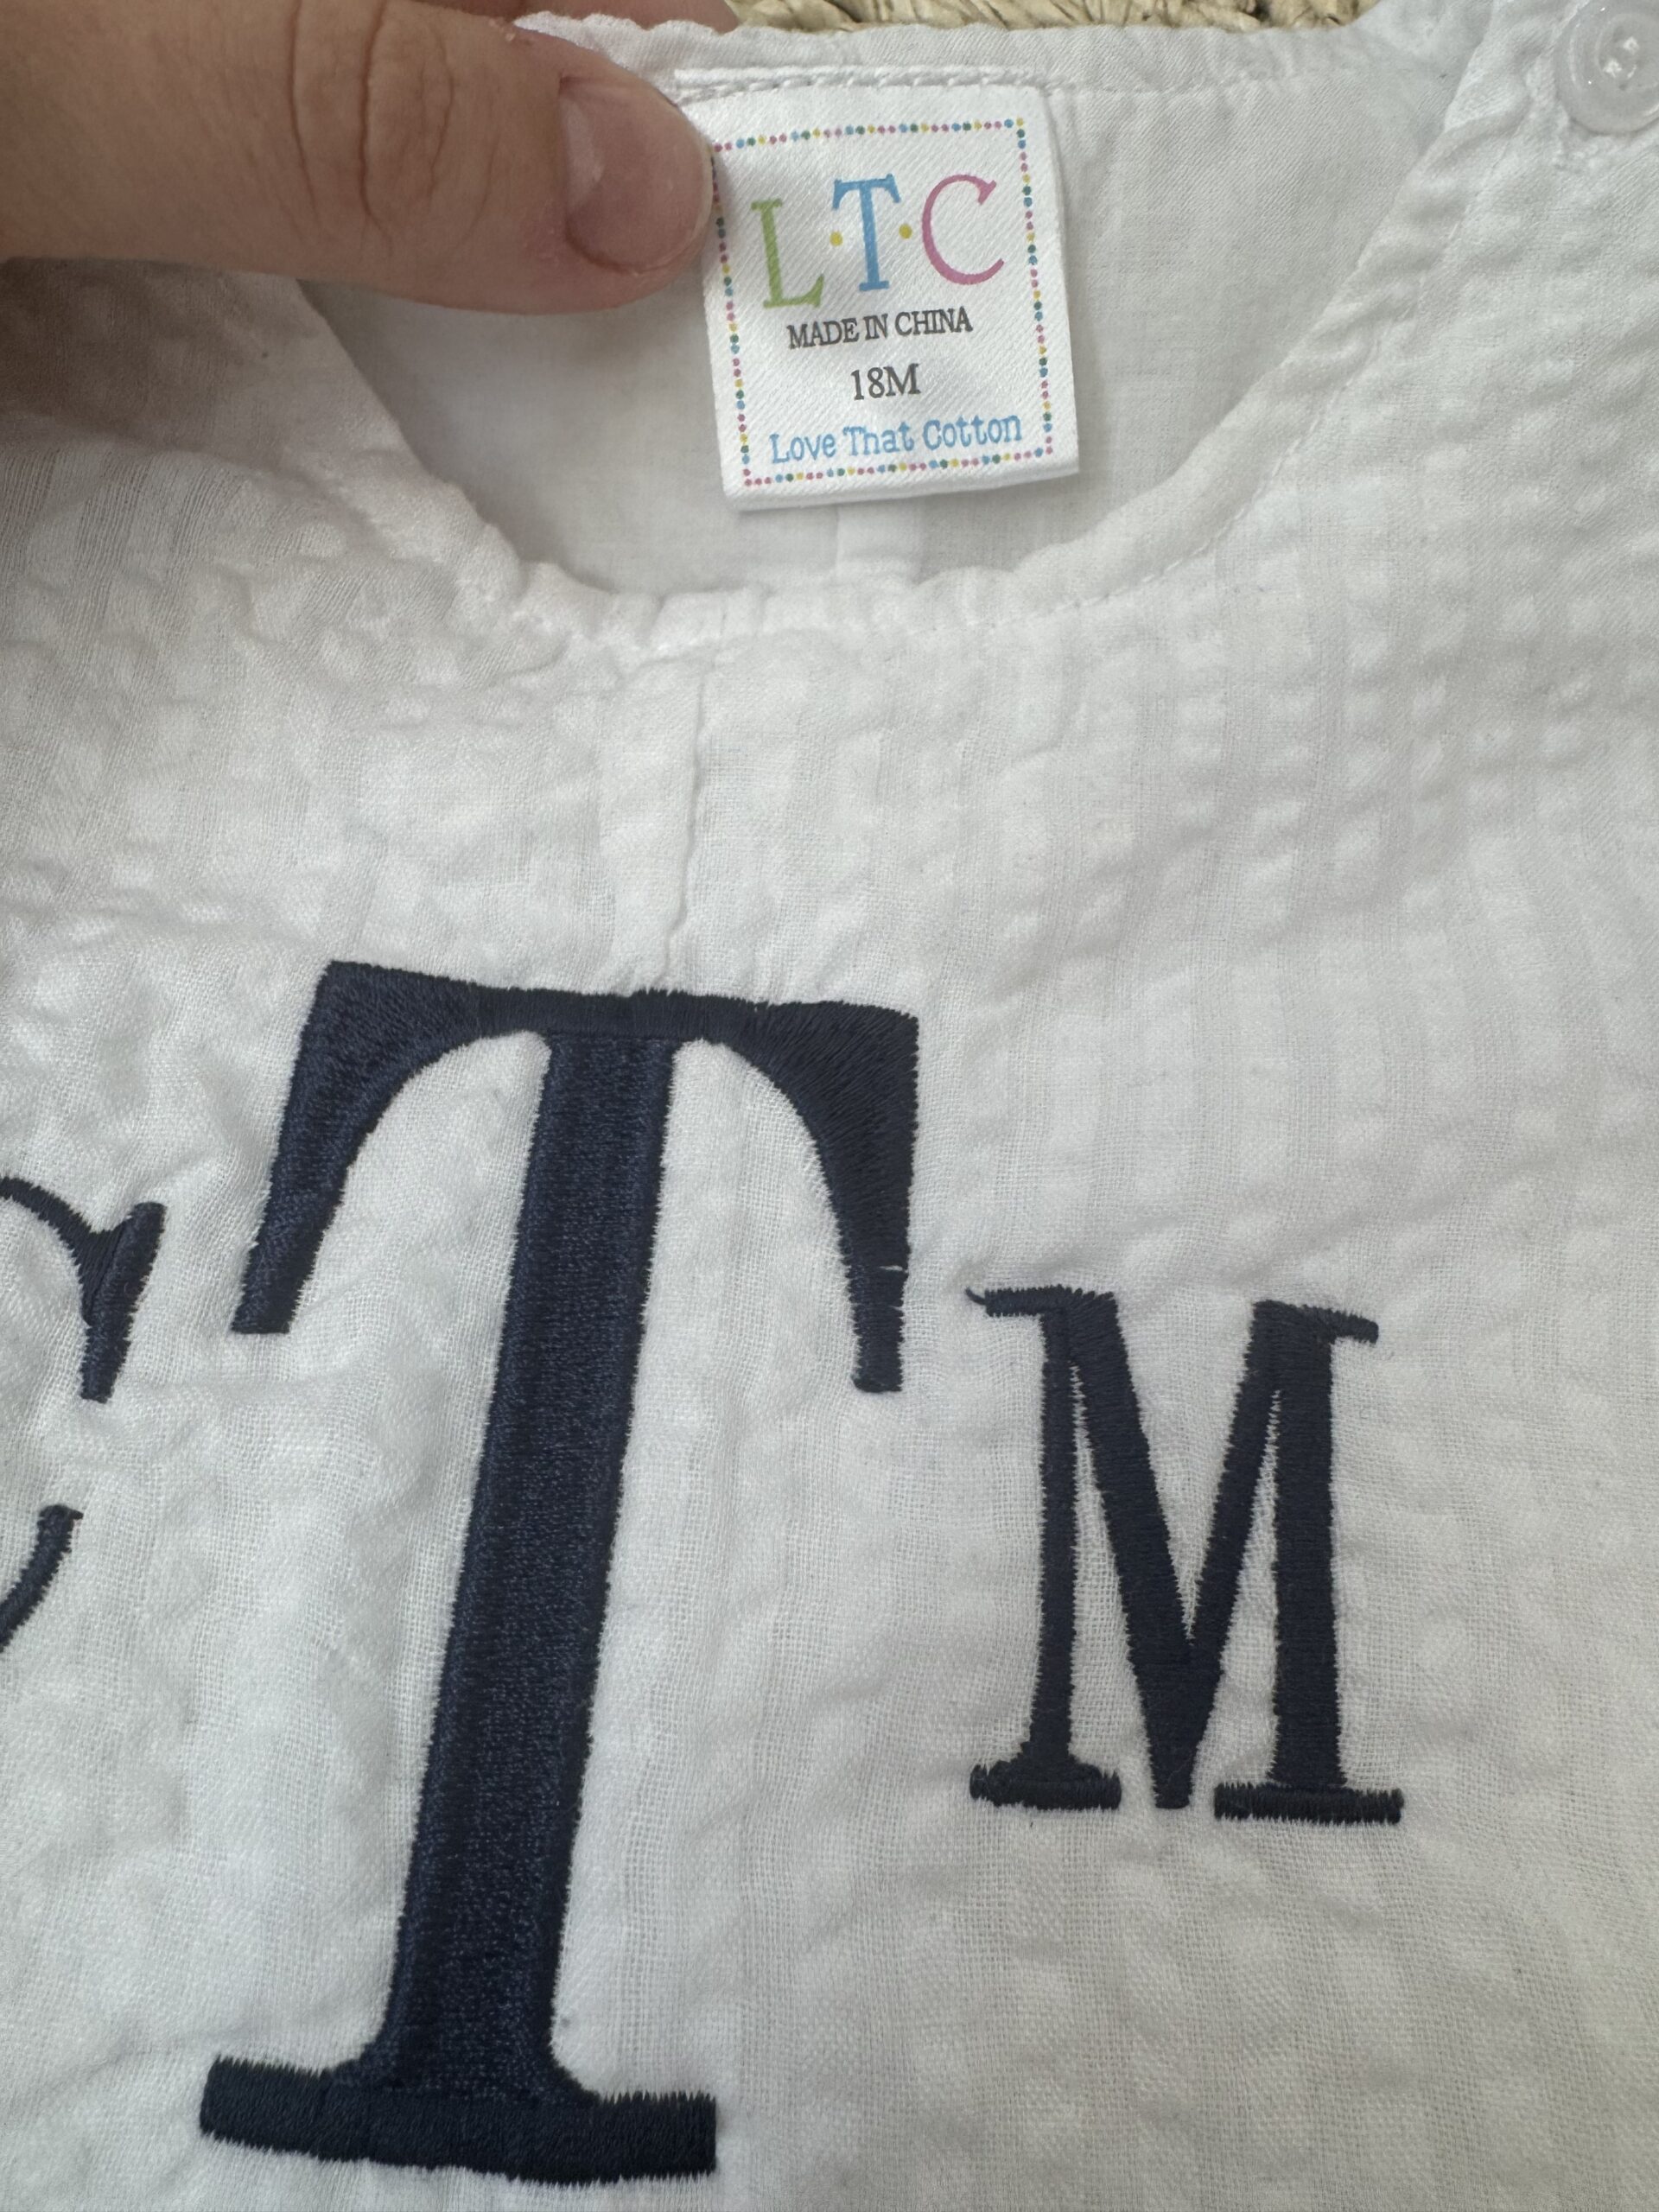 L·T·C
MADE IN CHINA
18M
Love That Cotton
T M